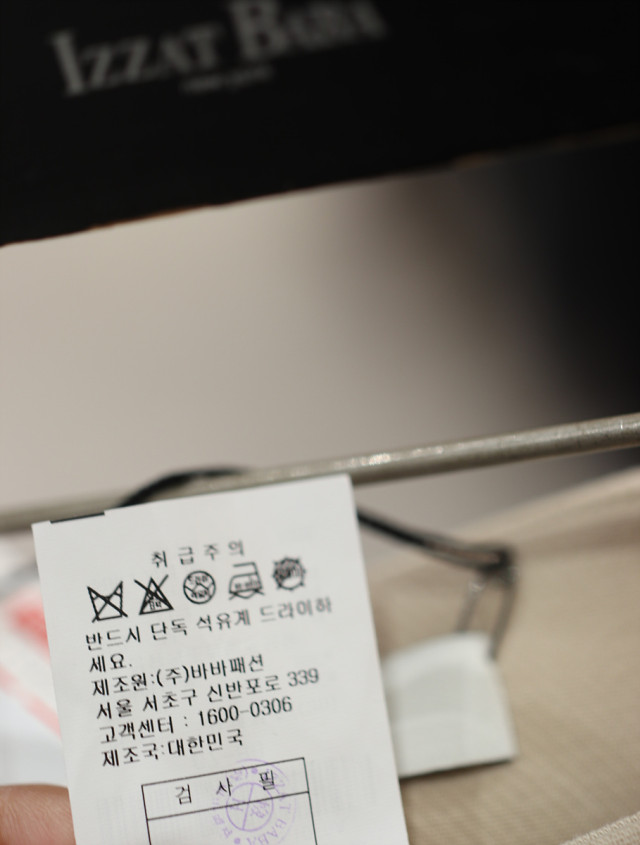 IZZAT BABA
취급주의
반드시 단독 석유계 드라이하
세요.
제조원:(주)바바패션
서울 서초구 신반포로 339
고객센터 : 1600-0306
제조국:대한민국
검 사 필